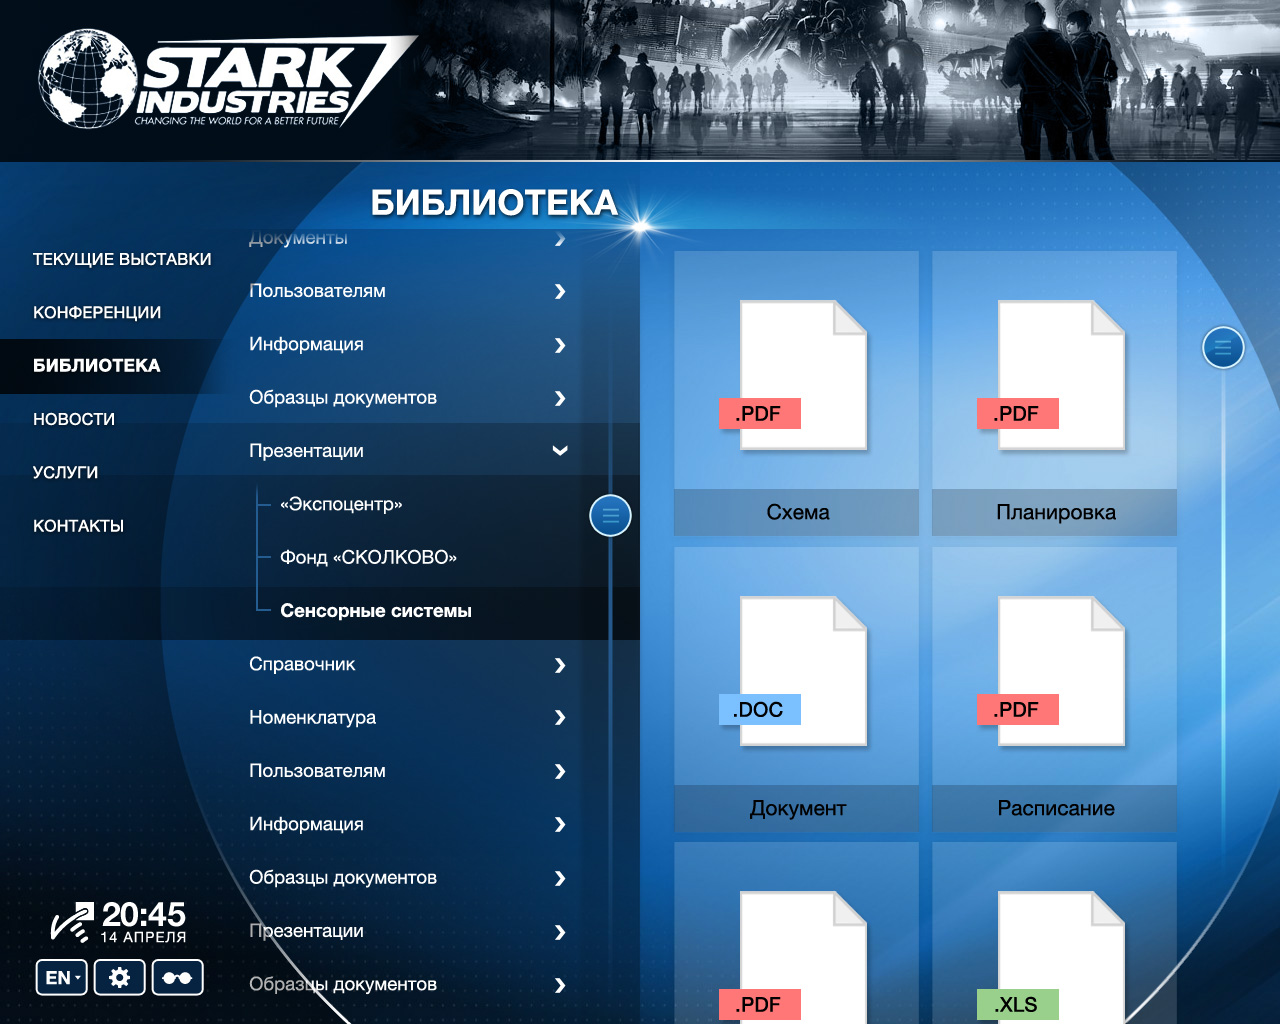 STARK
INDUSTRIES
CHANGING THE WORLD FOR A BETTER FUTURE
БИБЛИОТЕКА
ТЕКУЩИЕ ВЫСТАВКИ
КОНФЕРЕНЦИИ
БИБЛИОТЕКА
НОВОСТИ
УСЛУГИ
КОНТАКТЫ
Документы
Пользователям
Информация
Образцы документов
Презентации
«Экспоцентр»
Фонд «СКОЛКОВО»
Сенсорные системы
Справочник
Номенклатура
Пользователям
Информация
Образцы документов
Презентации
Образцы документов
.PDF
Схема
.PDF
Планировка
.DOC
Документ
.PDF
Расписание
.PDF
.XLS
20:45
14 АПРЕЛЯ
EN